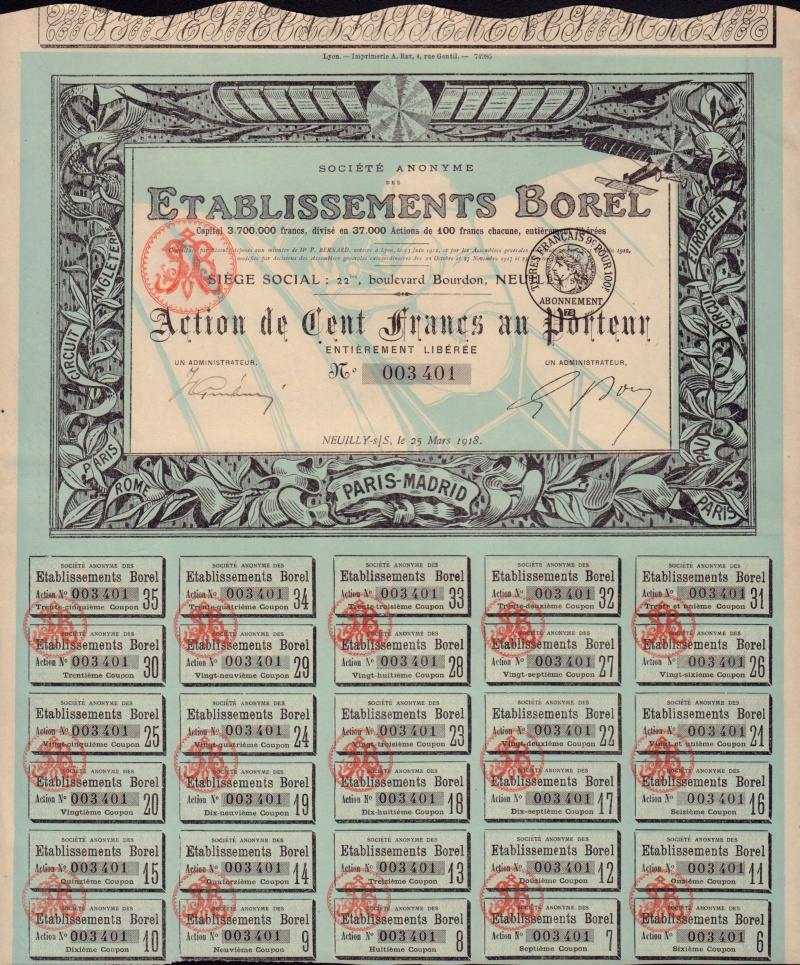 DES ETABLISSEMENTS BOREL
Lyon. — Imprimerie A. Rey, 4, rue Gentil. — 74985
SOCIÉTÉ ANONYME
DES
ETABLISSEMENTS BOREL
Capital 3.700.000 francs, divisé en 37.000 Actions de 100 francs chacune, entièrement libérées
SIÈGE SOCIAL : 22bis, boulevard Bourdon, NEUILLY s/S
TITRES FRANÇAIS 9c POUR 100f
ABONNEMENT
Action de Cent Francs au Porteur
ENTIÈREMENT LIBÉRÉE
UN ADMINISTRATEUR,
No 003401
UN ADMINISTRATEUR,
NEUILLY-s/S, le 25 Mars 1918.
CIRCUIT
ANGLETERRE
CIRCUIT
EUROPÉEN
PARIS
ROME
PARIS-MADRID
PAU
PARIS
SOCIÉTÉ ANONYME DES
Etablissements Borel
Action No 003401 35
Trente-cinquième Coupon
SOCIÉTÉ ANONYME DES
Etablissements Borel
Action No 003401 34
Trente-quatrième Coupon
SOCIÉTÉ ANONYME DES
Etablissements Borel
Action No 003401 33
Trente-troisième Coupon
SOCIÉTÉ ANONYME DES
Etablissements Borel
Action No 003401 32
Trente-deuxième Coupon
SOCIÉTÉ ANONYME DES
Etablissements Borel
Action No 003401 31
Trente et unième Coupon
SOCIÉTÉ ANONYME DES
Etablissements Borel
Action No 003401 30
Trentième Coupon
SOCIÉTÉ ANONYME DES
Etablissements Borel
Action No 003401 29
Vingt-neuvième Coupon
SOCIÉTÉ ANONYME DES
Etablissements Borel
Action No 003401 28
Vingt-huitième Coupon
SOCIÉTÉ ANONYME DES
Etablissements Borel
Action No 003401 27
Vingt-septième Coupon
SOCIÉTÉ ANONYME DES
Etablissements Borel
Action No 003401 26
Vingt-sixième Coupon
SOCIÉTÉ ANONYME DES
Etablissements Borel
Action No 003401 25
Vingt-cinquième Coupon
SOCIÉTÉ ANONYME DES
Etablissements Borel
Action No 003401 24
Vingt-quatrième Coupon
SOCIÉTÉ ANONYME DES
Etablissements Borel
Action No 003401 23
Vingt-troisième Coupon
SOCIÉTÉ ANONYME DES
Etablissements Borel
Action No 003401 22
Vingt-deuxième Coupon
SOCIÉTÉ ANONYME DES
Etablissements Borel
Action No 003401 21
Vingt et unième Coupon
SOCIÉTÉ ANONYME DES
Etablissements Borel
Action No 003401 20
Vingtième Coupon
SOCIÉTÉ ANONYME DES
Etablissements Borel
Action No 003401 19
Dix-neuvième Coupon
SOCIÉTÉ ANONYME DES
Etablissements Borel
Action No 003401 18
Dix-huitième Coupon
SOCIÉTÉ ANONYME DES
Etablissements Borel
Action No 003401 17
Dix-septième Coupon
SOCIÉTÉ ANONYME DES
Etablissements Borel
Action No 003401 16
Seizième Coupon
SOCIÉTÉ ANONYME DES
Etablissements Borel
Action No 003401 15
Quinzième Coupon
SOCIÉTÉ ANONYME DES
Etablissements Borel
Action No 003401 14
Quatorzième Coupon
SOCIÉTÉ ANONYME DES
Etablissements Borel
Action No 003401 13
Treizième Coupon
SOCIÉTÉ ANONYME DES
Etablissements Borel
Action No 003401 12
Douzième Coupon
SOCIÉTÉ ANONYME DES
Etablissements Borel
Action No 003401 11
Onzième Coupon
SOCIÉTÉ ANONYME DES
Etablissements Borel
Action No 003401 10
Dixième Coupon
SOCIÉTÉ ANONYME DES
Etablissements Borel
Action No 003401 9
Neuvième Coupon
SOCIÉTÉ ANONYME DES
Etablissements Borel
Action No 003401 8
Huitième Coupon
SOCIÉTÉ ANONYME DES
Etablissements Borel
Action No 003401 7
Septième Coupon
SOCIÉTÉ ANONYME DES
Etablissements Borel
Action No 003401 6
Sixième Coupon